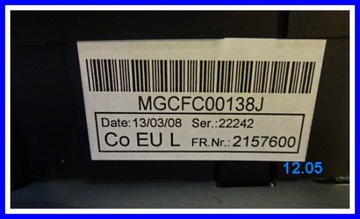 MGCFC00138J
Date: 13/03/08 Ser.: 22242
Co EU L FR.Nr.: 2157600
12.05